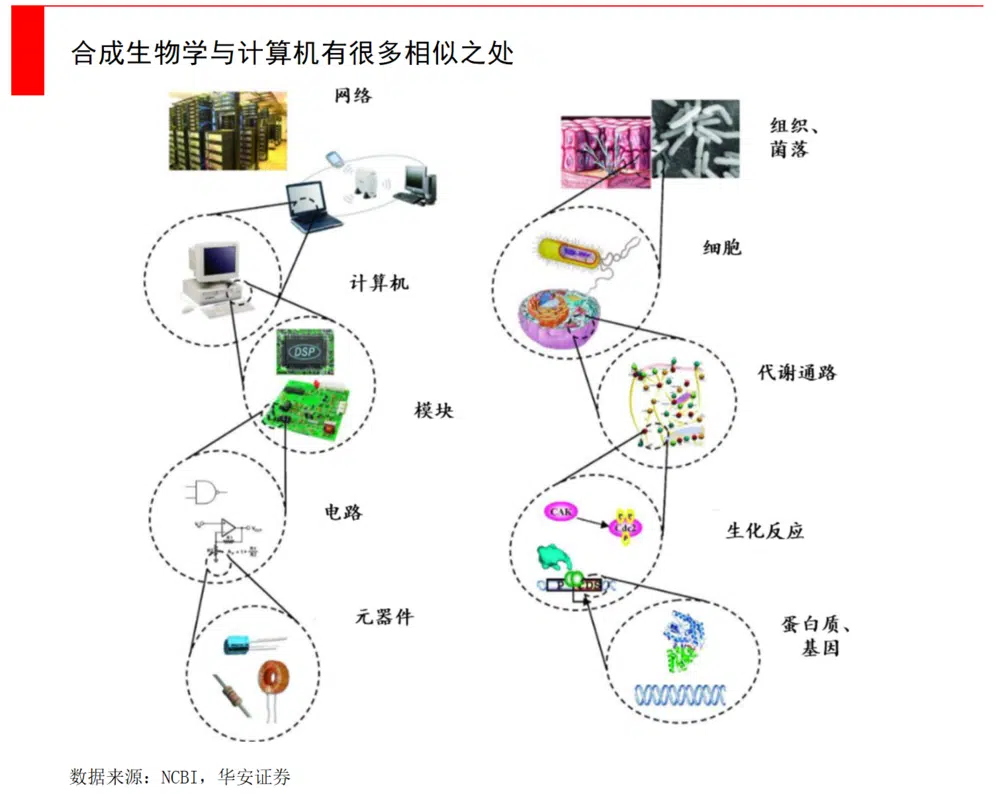 合成生物学与计算机有很多相似之处
网络
计算机
DSP
模块
电路
元器件
组织、
菌落
细胞
代谢通路
CAK
Cdc2
生化反应
蛋白质、
基因
数据来源：NCBI，华安证券